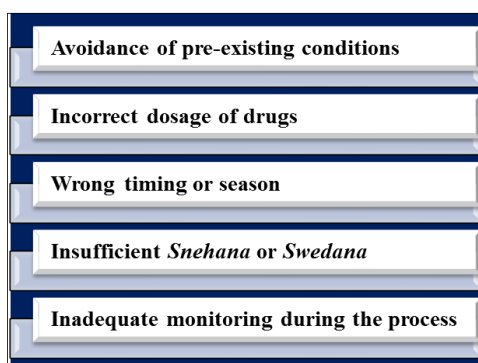 Avoidance of pre-existing conditions
Incorrect dosage of drugs
Wrong timing or season
Insufficient Snehana or Swedana
Inadequate monitoring during the process